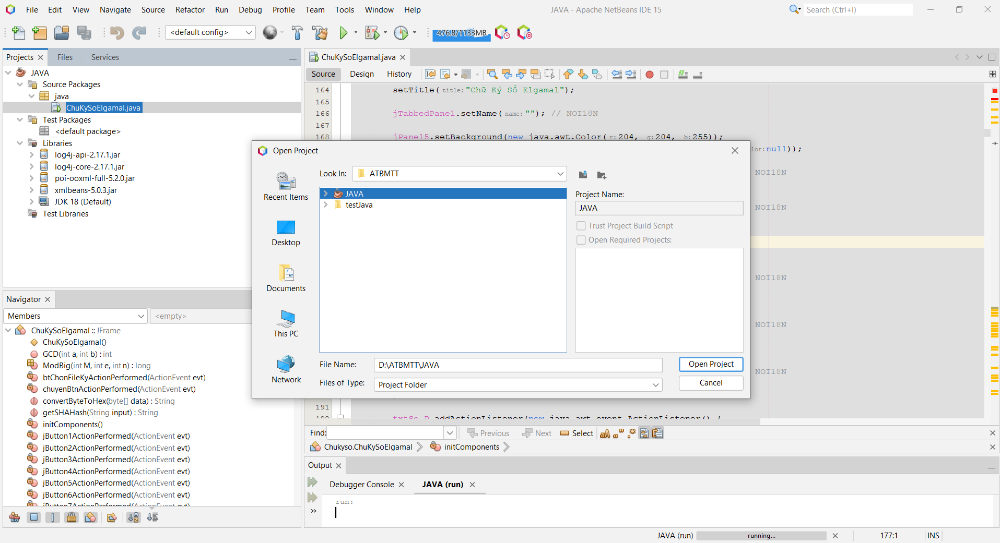 File Edit View Navigate Source Refactor Run Debug Profile Team Tools Window Help
JAVA - Apache NetBeans IDE 15
Search (Ctrl+I)
<default config>
476.8/1133MB
Projects Files Services
JAVA
Source Packages
java
ChuKySoElgamal.java
Test Packages
<default package>
Libraries
log4j-api-2.17.1.jar
log4j-core-2.17.1.jar
poi-ooxml-full-5.2.0.jar
xmlbeans-5.0.3.jar
JDK 18 (Default)
Test Libraries
Navigator
Members
<empty>
ChuKySoElgamal :: JFrame
ChuKySoElgamal()
GCD(int a, int b) : int
ModBig(int M, int e, int n) : long
btChonFileKyActionPerformed(ActionEvent evt)
chuyenBtnActionPerformed(ActionEvent evt)
convertByteToHex(byte[] data) : String
getSHAHash(String input) : String
initComponents()
jButton1ActionPerformed(ActionEvent evt)
jButton2ActionPerformed(ActionEvent evt)
jButton3ActionPerformed(ActionEvent evt)
jButton4ActionPerformed(ActionEvent evt)
jButton5ActionPerformed(ActionEvent evt)
jButton6ActionPerformed(ActionEvent evt)
jButton7ActionPerformed(ActionEvent evt)
ChuKySoElgamal.java
Source Design History
164 setTitle(title:"Chữ Ký Số Elgamal");
165
166 jTabbedPane1.setName(name:""); // NOI18N
167
168 jPanel5.setBackground(new java.awt.Color(r:204, g:204, b:255));
lor:null));
NOI18N
NOI18N
NOI18N
NOI18N
NOI18N
191
192 txtSo_P.addActionListener(new java.awt.event.ActionListener() {
Open Project
Look In: ATBMTT
Recent Items
Desktop
Documents
This PC
Network
JAVA
testJava
Project Name:
JAVA
Trust Project Build Script
Open Required Projects:
File Name: D:\ATBMTT\JAVA
Open Project
Files of Type: Project Folder
Cancel
Find: Previous Next Select
Chukyso.ChuKySoElgamal initComponents
Output
Debugger Console JAVA (run)
run:
JAVA (run) running... 177:1 INS